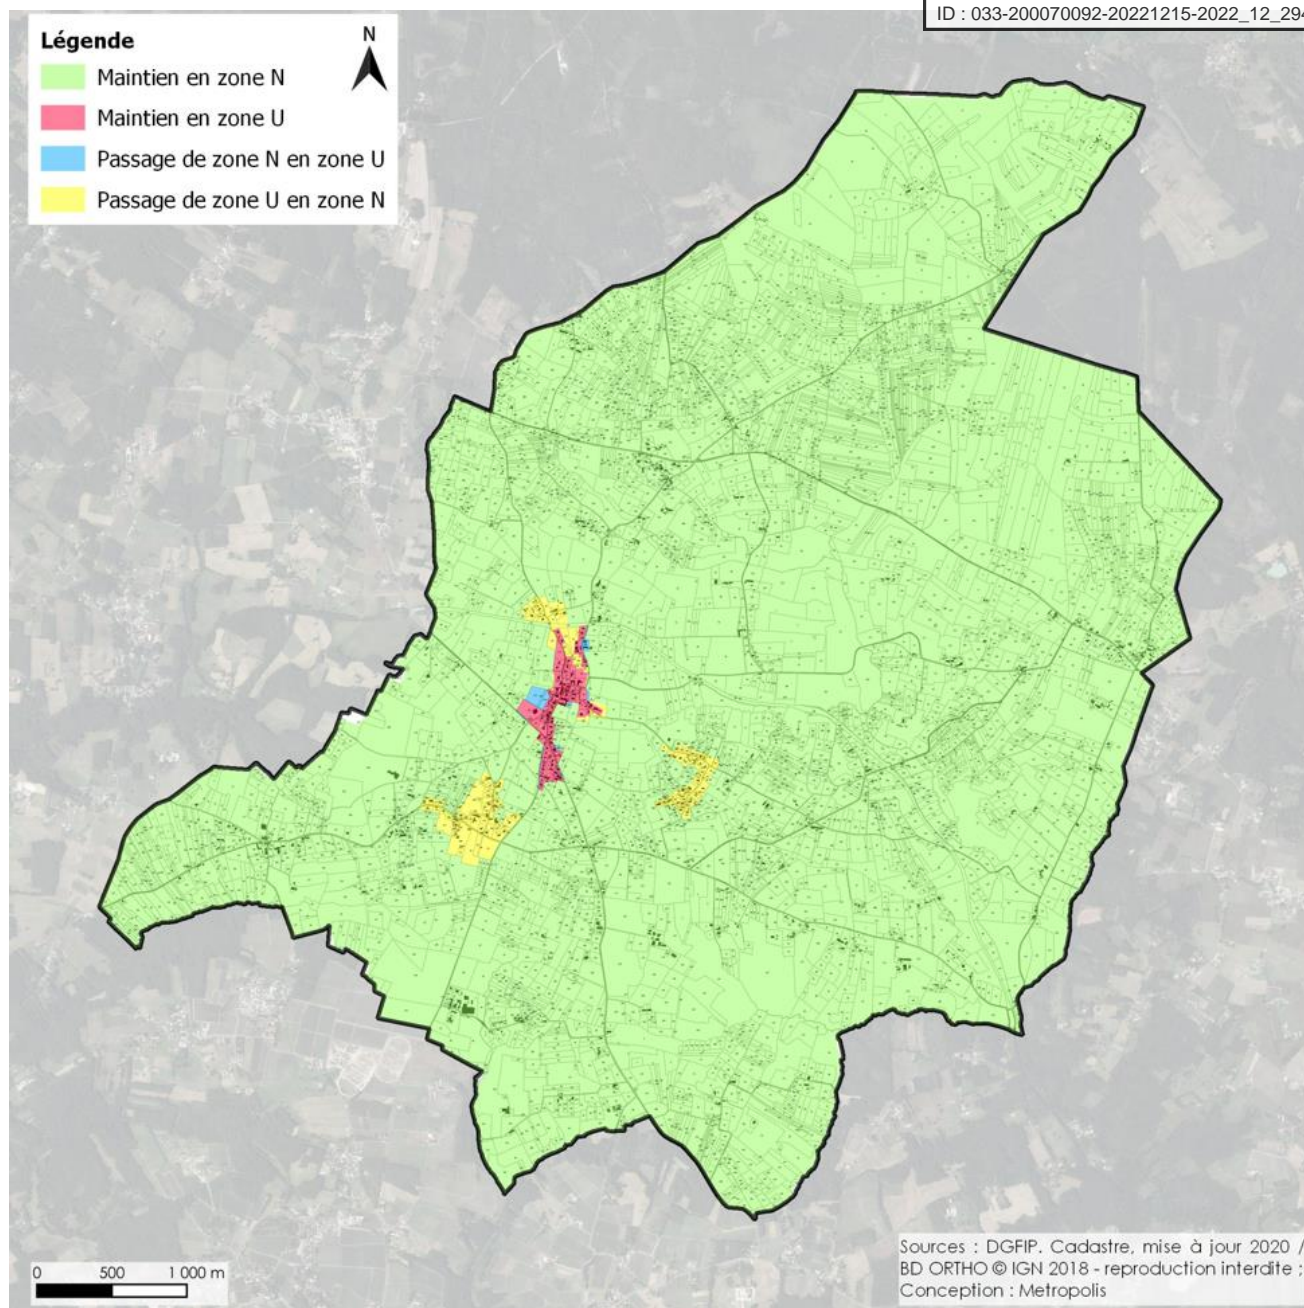 ID : 033-200070092-20221215-2022_12_294
Légende
N
Maintien en zone N
Maintien en zone U
Passage de zone N en zone U
Passage de zone U en zone N
0 500 1 000 m
Sources : DGFIP. Cadastre, mise à jour 2020 /
BD ORTHO © IGN 2018 - reproduction interdite ;
Conception : Metropolis